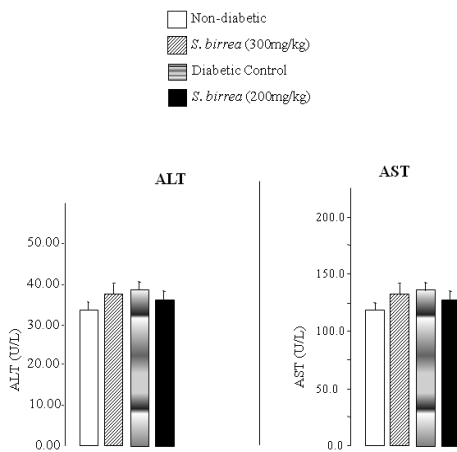 Non-diabetic
S. birrea (300mg/kg)
Diabetic Control
S. birrea (200mg/kg)
ALT
ALT (U/L)
50.00
40.00
30.00
20.00
10.00
0.00
AST
AST (U/L)
200.0
150.0
100.0
50.0
0.0